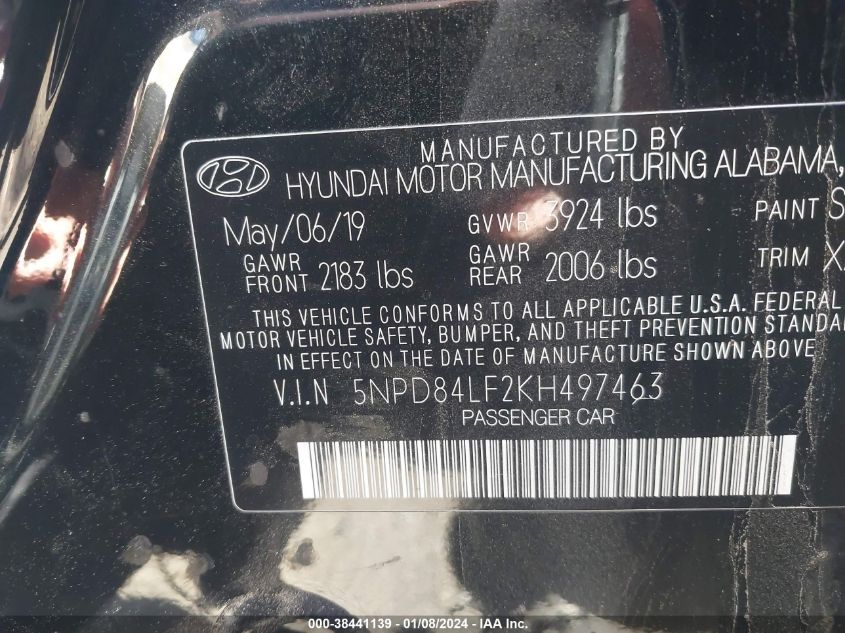 MANUFACTURED BY
HYUNDAI MOTOR MANUFACTURING ALABAMA,
May/06/19 GVWR 3924 lbs PAINT S
GAWR FRONT 2183 lbs GAWR REAR 2006 lbs TRIM X
THIS VEHICLE CONFORMS TO ALL APPLICABLE U.S.A. FEDERAL
MOTOR VEHICLE SAFETY, BUMPER, AND THEFT PREVENTION STANDA
IN EFFECT ON THE DATE OF MANUFACTURE SHOWN ABOVE
V.I.N 5NPD84LF2KH497463
PASSENGER CAR
000-38441139 - 01/08/2024 - IAA Inc.